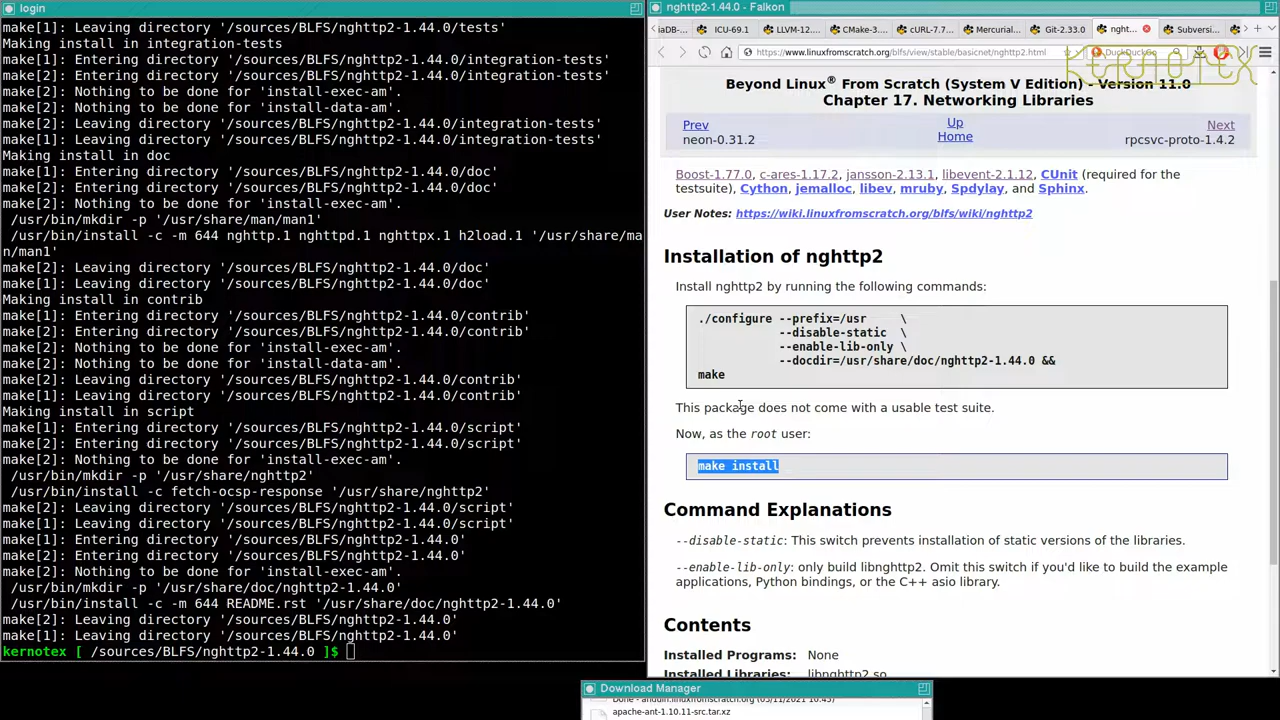 login
make[1]: Leaving directory '/sources/BLFS/nghttp2-1.44.0/tests'
Making install in integration-tests
make[1]: Entering directory '/sources/BLFS/nghttp2-1.44.0/integration-tests'
make[2]: Entering directory '/sources/BLFS/nghttp2-1.44.0/integration-tests'
make[2]: Nothing to be done for 'install-exec-am'.
make[2]: Nothing to be done for 'install-data-am'.
make[2]: Leaving directory '/sources/BLFS/nghttp2-1.44.0/integration-tests'
make[1]: Leaving directory '/sources/BLFS/nghttp2-1.44.0/integration-tests'
Making install in doc
make[1]: Entering directory '/sources/BLFS/nghttp2-1.44.0/doc'
make[2]: Entering directory '/sources/BLFS/nghttp2-1.44.0/doc'
make[2]: Nothing to be done for 'install-exec-am'.
/usr/bin/mkdir -p '/usr/share/man/man1'
/usr/bin/install -c -m 644 nghttp.1 nghttpd.1 nghttpx.1 h2load.1 '/usr/share/ma
n/man1'
make[2]: Leaving directory '/sources/BLFS/nghttp2-1.44.0/doc'
make[1]: Leaving directory '/sources/BLFS/nghttp2-1.44.0/doc'
Making install in contrib
make[1]: Entering directory '/sources/BLFS/nghttp2-1.44.0/contrib'
make[2]: Entering directory '/sources/BLFS/nghttp2-1.44.0/contrib'
make[2]: Nothing to be done for 'install-exec-am'.
make[2]: Nothing to be done for 'install-data-am'.
make[2]: Leaving directory '/sources/BLFS/nghttp2-1.44.0/contrib'
make[1]: Leaving directory '/sources/BLFS/nghttp2-1.44.0/contrib'
Making install in script
make[1]: Entering directory '/sources/BLFS/nghttp2-1.44.0/script'
make[2]: Entering directory '/sources/BLFS/nghttp2-1.44.0/script'
make[2]: Nothing to be done for 'install-exec-am'.
/usr/bin/mkdir -p '/usr/share/nghttp2'
/usr/bin/install -c fetch-ocsp-response '/usr/share/nghttp2'
make[2]: Leaving directory '/sources/BLFS/nghttp2-1.44.0/script'
make[1]: Leaving directory '/sources/BLFS/nghttp2-1.44.0/script'
make[1]: Entering directory '/sources/BLFS/nghttp2-1.44.0'
make[2]: Entering directory '/sources/BLFS/nghttp2-1.44.0'
make[2]: Nothing to be done for 'install-exec-am'.
/usr/bin/mkdir -p '/usr/share/doc/nghttp2-1.44.0'
/usr/bin/install -c -m 644 README.rst '/usr/share/doc/nghttp2-1.44.0'
make[2]: Leaving directory '/sources/BLFS/nghttp2-1.44.0'
make[1]: Leaving directory '/sources/BLFS/nghttp2-1.44.0'
kernotex [ /sources/BLFS/nghttp2-1.44.0 ]$
nghttp2-1.44.0 - Falkon
iaDB-... ICU-69.1 LLVM-12.... CMake-3.... cURL-7.7... Mercurial... Git-2.33.0 nght... Subversi...
https://www.linuxfromscratch.org/blfs/view/stable/basicnet/nghttp2.html DuckDuckGo
KERNOTEX
Beyond Linux® From Scratch (System V Edition) - Version 11.0
Chapter 17. Networking Libraries
Prev Up Next
neon-0.31.2 Home rpcsvc-proto-1.4.2
Boost-1.77.0, c-ares-1.17.2, jansson-2.13.1, libevent-2.1.12, CUnit (required for the
testsuite), Cython, jemalloc, libev, mruby, Spdylay, and Sphinx.
User Notes: https://wiki.linuxfromscratch.org/blfs/wiki/nghttp2
Installation of nghttp2
Install nghttp2 by running the following commands:
./configure --prefix=/usr \
--disable-static \
--enable-lib-only \
--docdir=/usr/share/doc/nghttp2-1.44.0 &&
make
This package does not come with a usable test suite.
Now, as the root user:
make install
Command Explanations
--disable-static: This switch prevents installation of static versions of the libraries.
--enable-lib-only: only build libnghttp2. Omit this switch if you'd like to build the example
applications, Python bindings, or the C++ asio library.
Contents
Installed Programs: None
Installed Libraries: libnghttp2.so
Download Manager
Done - anduin.linuxfromscratch.org (05/11/2021 16:45)
apache-ant-1.10.11-src.tar.xz